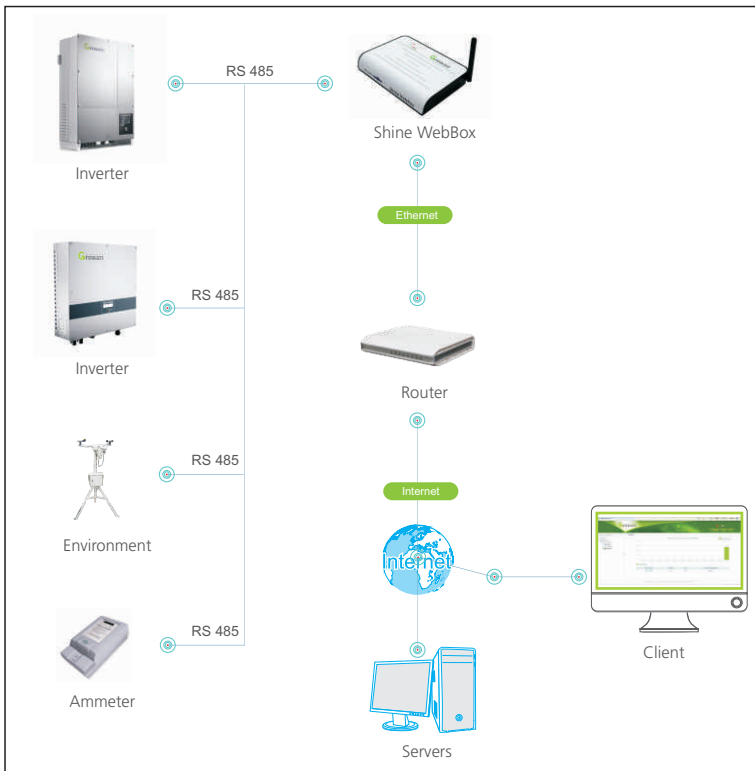 RS 485
Shine WebBox
Inverter
Ethernet
RS 485
Inverter
Router
RS 485
Environment
Internet
Internet
RS 485
Ammeter
Client
Servers